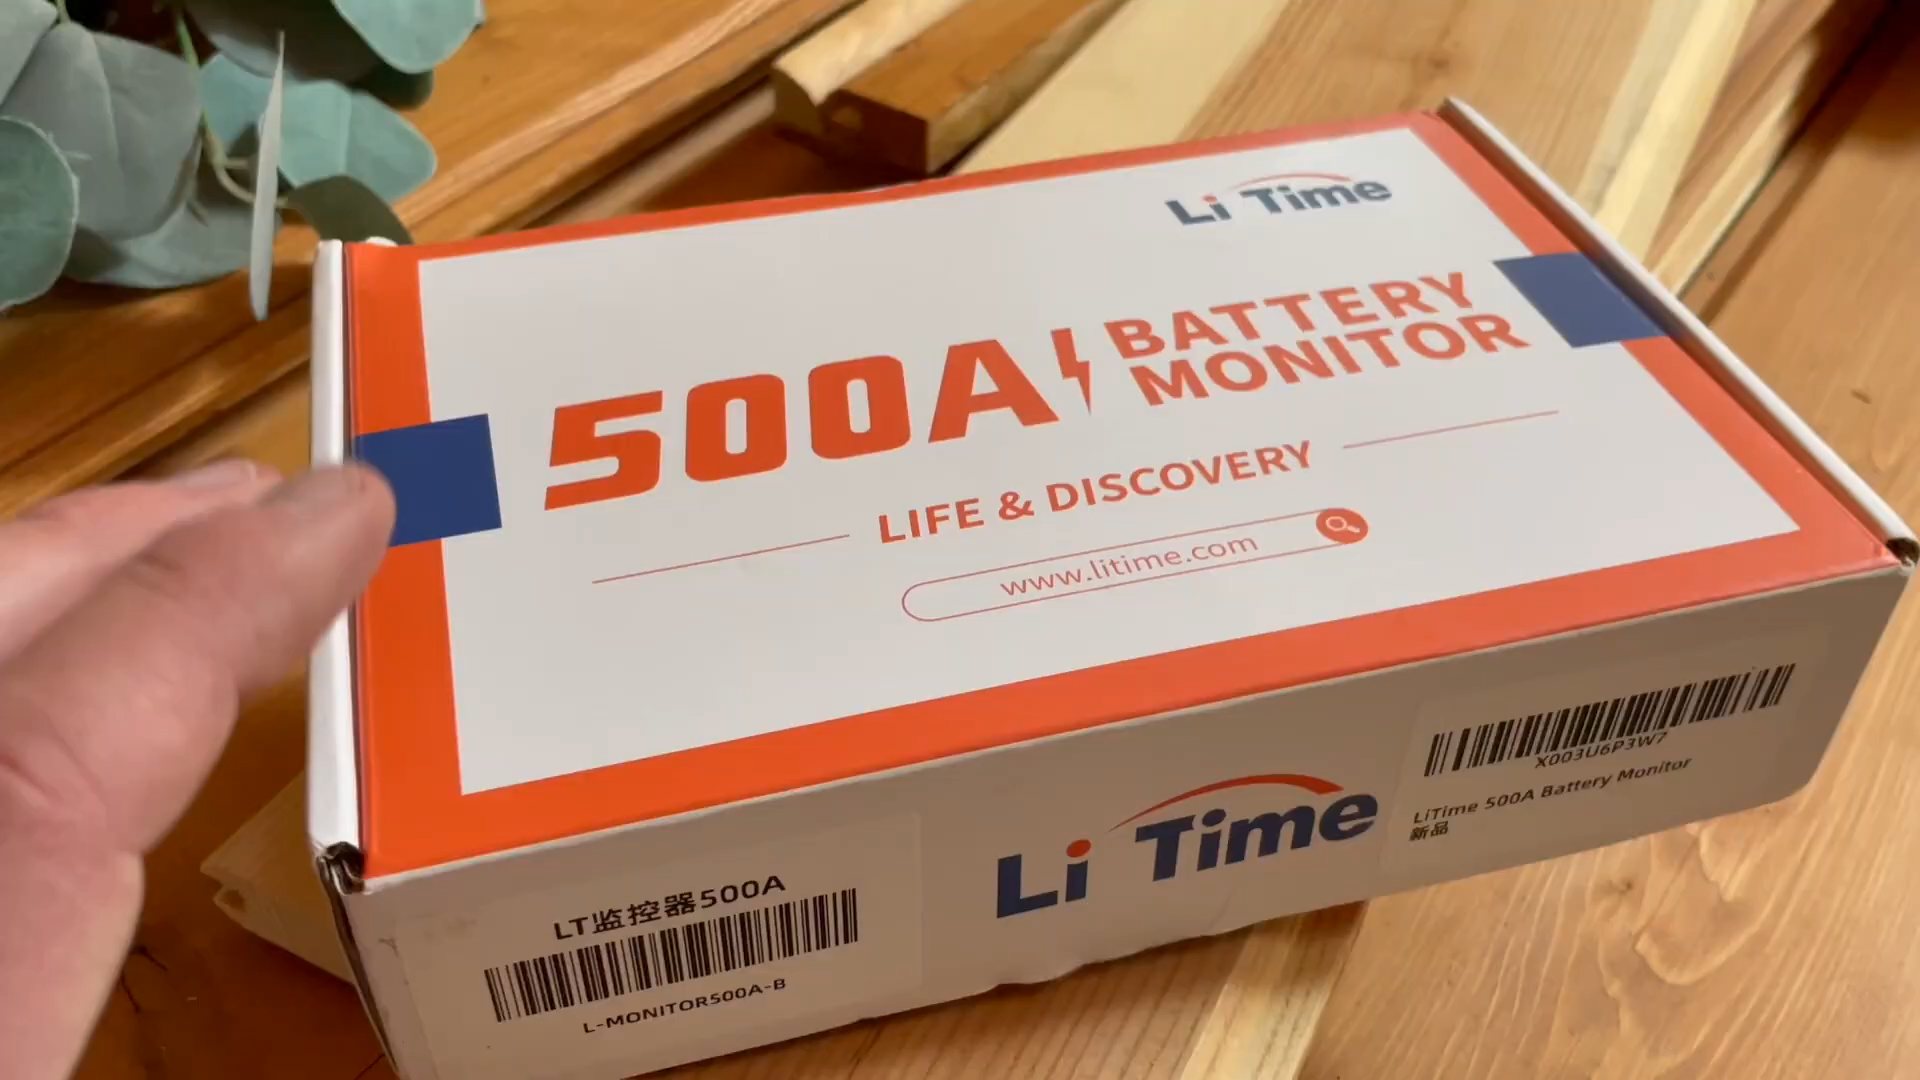 Li Time
500A
BATTERY
MONITOR
LIFE & DISCOVERY
www.litime.com
X003U6P3W7
LiTime 500A Battery Monitor
新品
Li Time
LT监控器500A
L-MONITOR500A-B